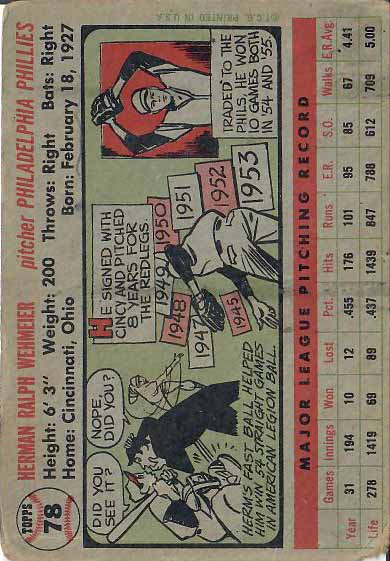 TOPPS
78
HERMAN RALPH WEHMEIER pitcher PHILADELPHIA PHILLIES
Height: 6' 3" Weight: 200 Throws: Right Bats: Right
Home: Cincinnati, Ohio Born: February 18, 1927
DID YOU
SEE IT?
NOPE,
DID YOU?
HERM'S FAST BALL HELPED
HIM WIN 54 STRAIGHT GAMES
IN AMERICAN LEGION BALL.
HE SIGNED WITH
CINCY AND PITCHED
8 YEARS FOR
THE REDLEGS.
1945
1947
1948
1949
1950
1951
1952
1953
TRADED TO THE
PHILS, HE WON
10 GAMES BOTH
IN 54 AND '55
MAJOR LEAGUE PITCHING RECORD
Games Innings Won Lost Pct. Hits Runs E.R. S.O. Walks E.R.Avg.
Year 31 194 10 12 .455 176 101 95 85 67 4.41
Life 278 1419 69 89 .437 1439 847 788 632 709 5.00
©T.C.G. PRINTED IN U.S.A.